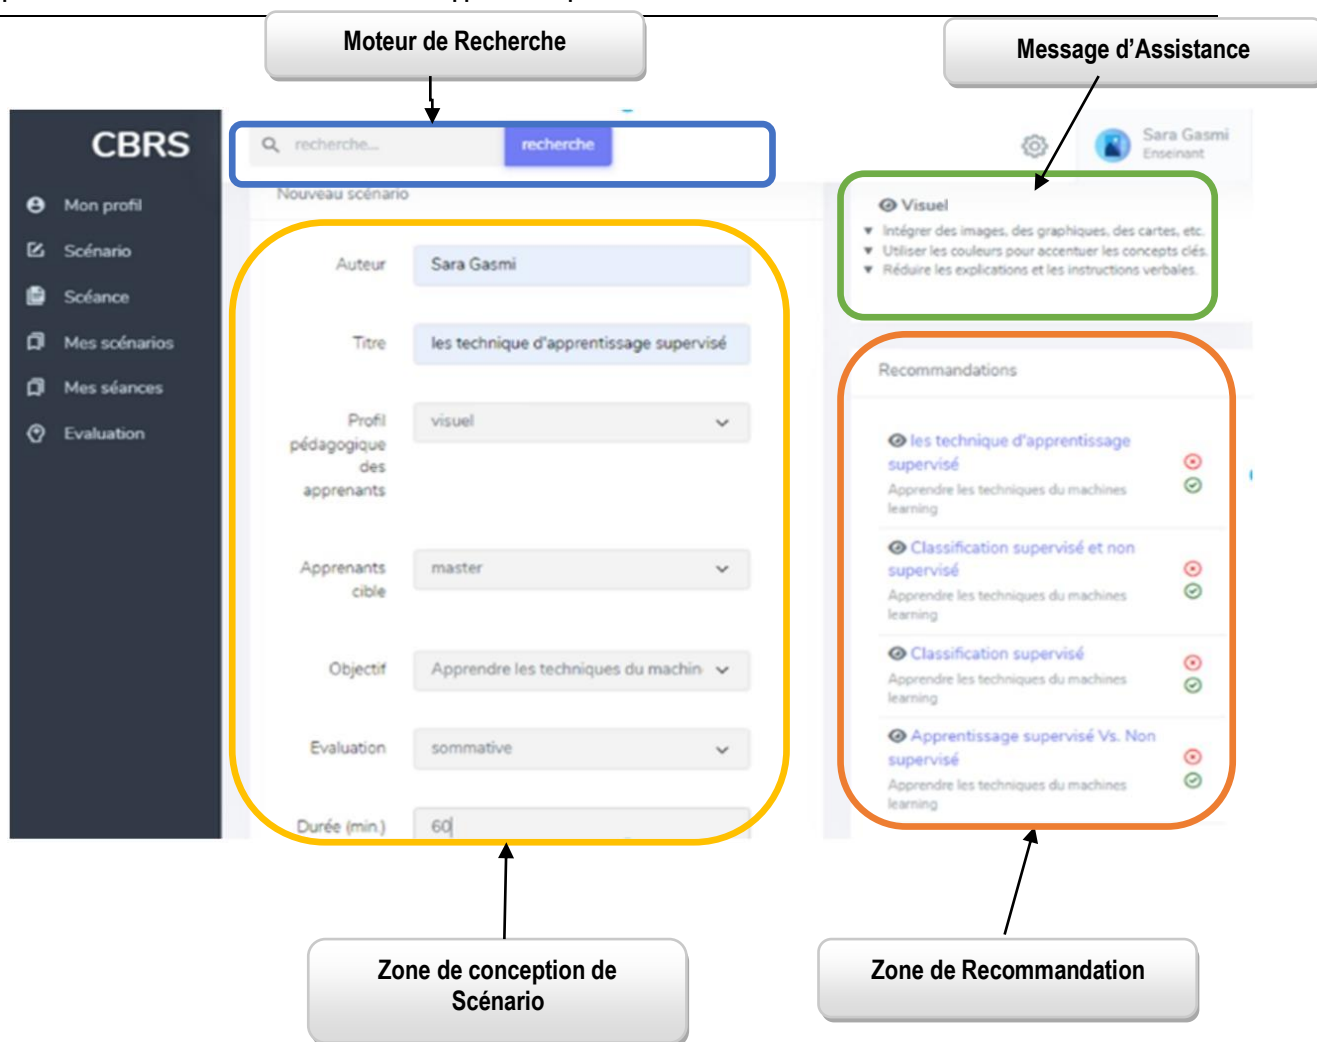 Moteur de Recherche
Message d’Assistance
CBRS
recherche...
recherche
Sara Gasmi
Enseinant
Mon profil
Scénario
Scéance
Mes scénarios
Mes séances
Evaluation
Nouveau scénario
Auteur
Sara Gasmi
Titre
les technique d'apprentissage supervisé
Profil
pédagogique
des
apprenants
visuel
Apprenants
cible
master
Objectif
Apprendre les techniques du machin
Evaluation
sommative
Durée (min.)
60
Visuel
Intégrer des images, des graphiques, des cartes, etc.
Utiliser les couleurs pour accentuer les concepts clés.
Réduire les explications et les instructions verbales.
Recommandations
les technique d'apprentissage
supervisé
Apprendre les techniques du machines
learning
Classification supervisé et non
supervisé
Apprendre les techniques du machines
learning
Classification supervisé
Apprendre les techniques du machines
learning
Apprentissage supervisé Vs. Non
supervisé
Apprendre les techniques du machines
learning
Zone de conception de
Scénario
Zone de Recommandation